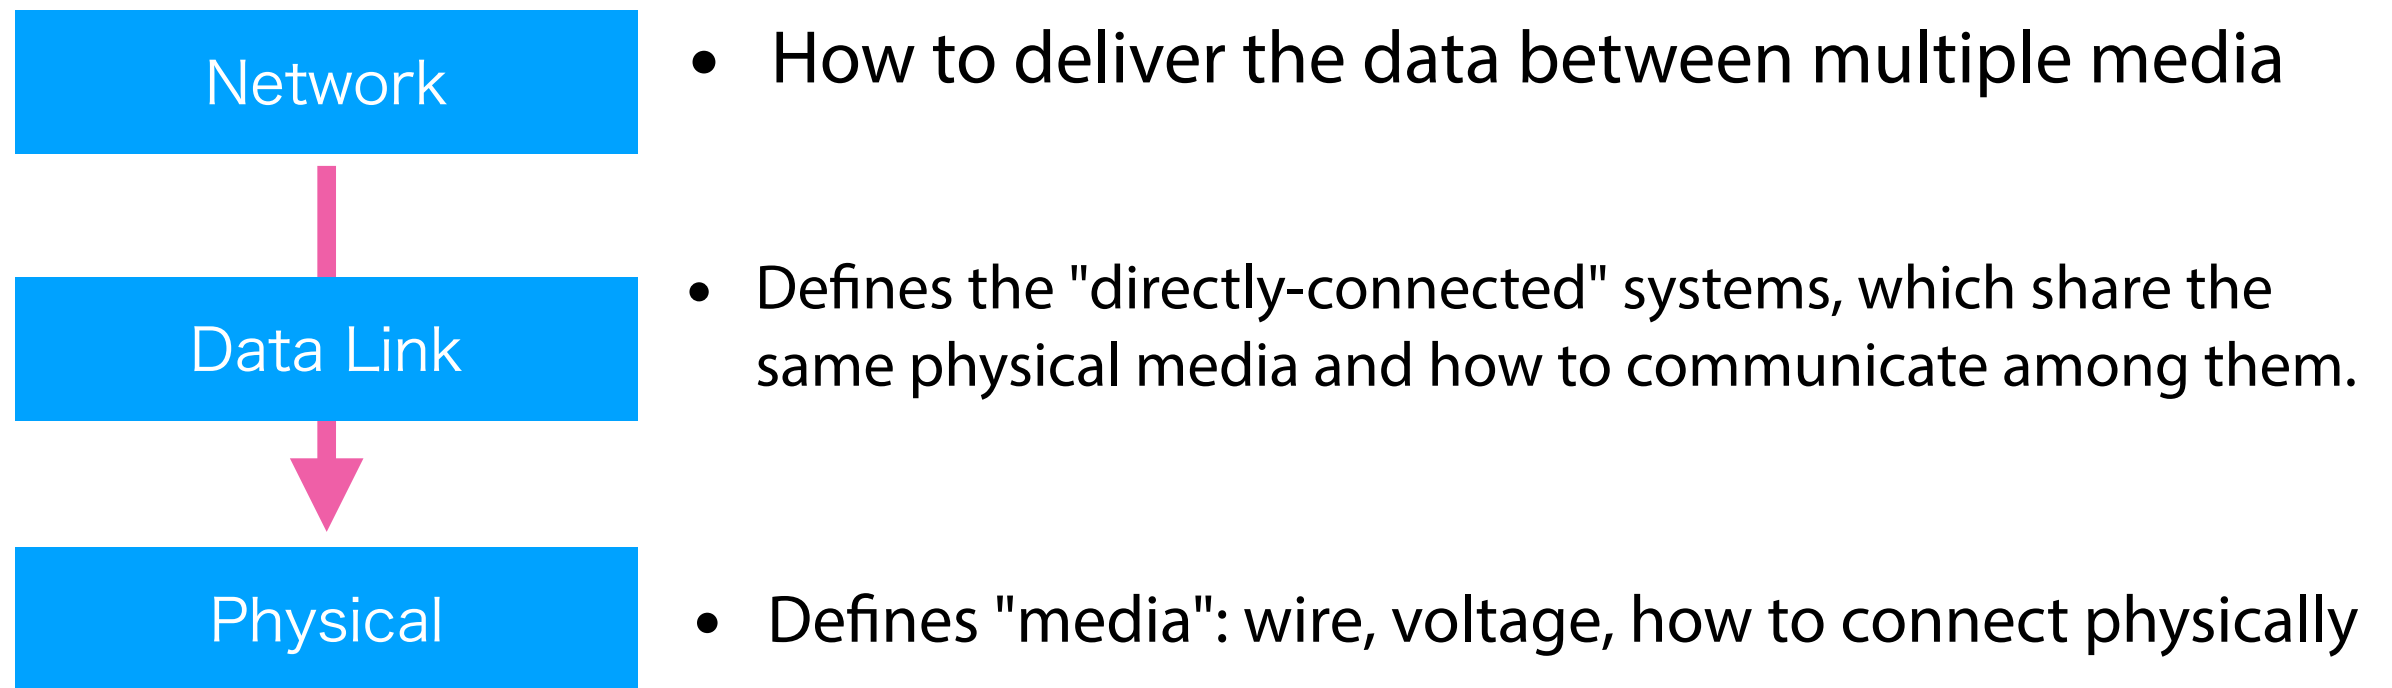 Network
• How to deliver the data between multiple media
Data Link
• Defines the "directly-connected" systems, which share the
same physical media and how to communicate among them.
Physical
• Defines "media": wire, voltage, how to connect physically